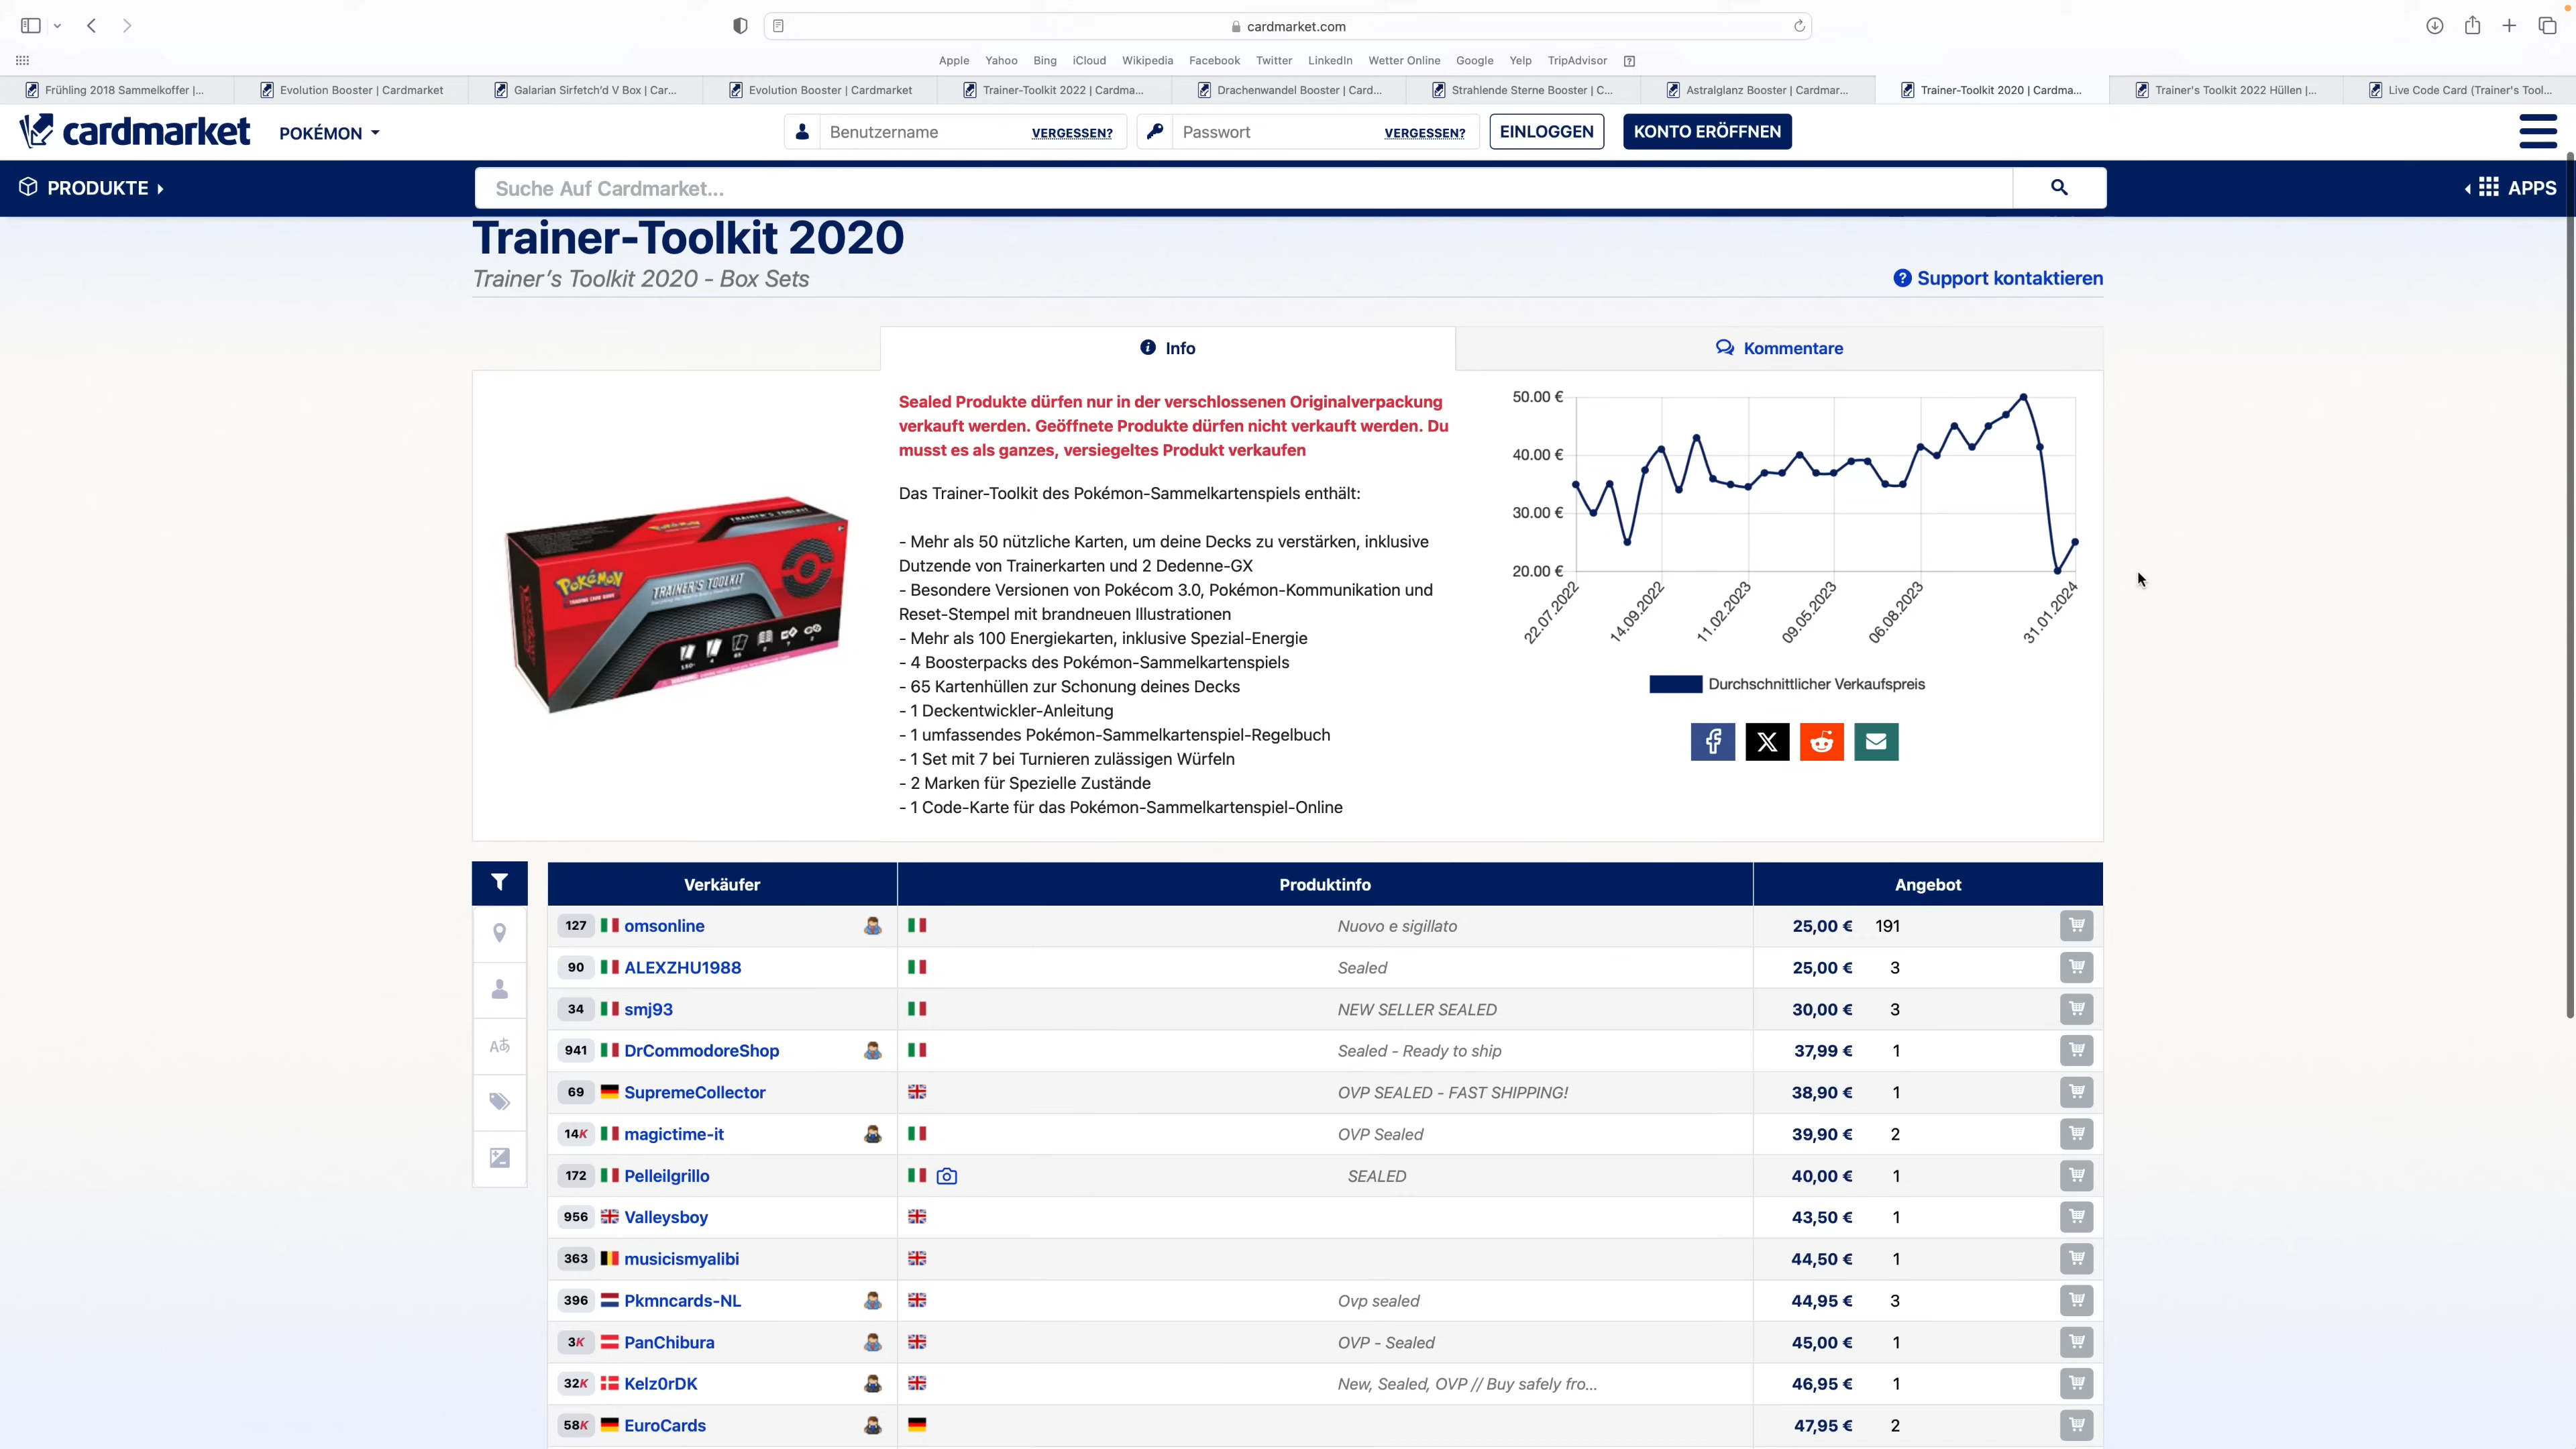 cardmarket.com
Apple Yahoo Bing iCloud Wikipedia Facebook Twitter LinkedIn Wetter Online Google Yelp TripAdvisor
Frühling 2018 Sammelkoffer |... Evolution Booster | Cardmarket Galarian Sirfetch'd V Box | Car... Evolution Booster | Cardmarket Trainer-Toolkit 2022 | Cardma... Drachenwandel Booster | Card... Strahlende Sterne Booster | C... Astralglanz Booster | Cardmar... Trainer-Toolkit 2020 | Cardma... Trainer's Toolkit 2022 Hüllen |... Live Code Card (Trainer's Tool...
cardmarket POKÉMON Benutzername VERGESSEN? Passwort VERGESSEN? EINLOGGEN KONTO ERÖFFNEN
PRODUKTE Suche Auf Cardmarket... APPS
Trainer-Toolkit 2020
Trainer's Toolkit 2020 - Box Sets
Support kontaktieren
Info Kommentare
Sealed Produkte dürfen nur in der verschlossenen Originalverpackung
verkauft werden. Geöffnete Produkte dürfen nicht verkauft werden. Du
musst es als ganzes, versiegeltes Produkt verkaufen
Das Trainer-Toolkit des Pokémon-Sammelkartenspiels enthält:
- Mehr als 50 nützliche Karten, um deine Decks zu verstärken, inklusive
Dutzende von Trainerkarten und 2 Dedenne-GX
- Besondere Versionen von Pokécom 3.0, Pokémon-Kommunikation und
Reset-Stempel mit brandneuen Illustrationen
- Mehr als 100 Energiekarten, inklusive Spezial-Energie
- 4 Boosterpacks des Pokémon-Sammelkartenspiels
- 65 Kartenhüllen zur Schonung deines Decks
- 1 Deckentwickler-Anleitung
- 1 umfassendes Pokémon-Sammelkartenspiel-Regelbuch
- 1 Set mit 7 bei Turnieren zulässigen Würfeln
- 2 Marken für Spezielle Zustände
- 1 Code-Karte für das Pokémon-Sammelkartenspiel-Online
Pokémon
TRAINER'S TOOLKIT
Pokémon
TRAINER'S TOOLKIT
50.00 €
40.00 €
30.00 €
20.00 €
22.07.2022 14.09.2022 11.02.2023 09.05.2023 06.08.2023 31.01.2024
Durchschnittlicher Verkaufspreis
Verkäufer Produktinfo Angebot
127 omsonline Nuovo e sigillato 25,00 € 191
90 ALEXZHU1988 Sealed 25,00 € 3
34 smj93 NEW SELLER SEALED 30,00 € 3
941 DrCommodoreShop Sealed - Ready to ship 37,99 € 1
69 SupremeCollector OVP SEALED - FAST SHIPPING! 38,90 € 1
14K magictime-it OVP Sealed 39,90 € 2
172 Pelleilgrillo SEALED 40,00 € 1
956 Valleysboy 43,50 € 1
363 musicismyalibi 44,50 € 1
396 Pkmncards-NL Ovp sealed 44,95 € 3
3K PanChibura OVP - Sealed 45,00 € 1
32K Kelz0rDK New, Sealed, OVP // Buy safely fro... 46,95 € 1
58K EuroCards 47,95 € 2